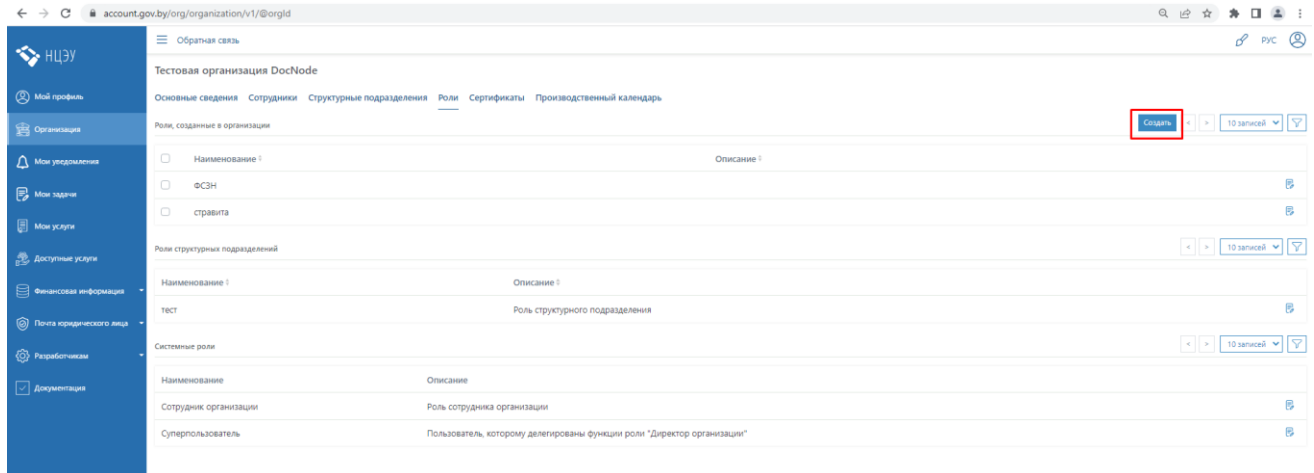 account.gov.by/org/organization/v1/@orgId
НЦЭУ
Обратная связь
РУС
Тестовая организация DocNode
Мой профиль
Основные сведения Сотрудники Структурные подразделения Роли Сертификаты Производственный календарь
Организация
Роли, созданные в организации
Создать < > 10 записей
Мои уведомления
Наименование Описание
Мои задачи
ФСЗН
стравита
Мои услуги
Роли структурных подразделений
< > 10 записей
Доступные услуги
Наименование Описание
Финансовая информация
тест Роль структурного подразделения
Почта юридического лица
Системные роли
< > 10 записей
Разработчикам
Наименование Описание
Документация
Сотрудник организации Роль сотрудника организации
Суперпользователь Пользователь, которому делегированы функции роли "Директор организации"